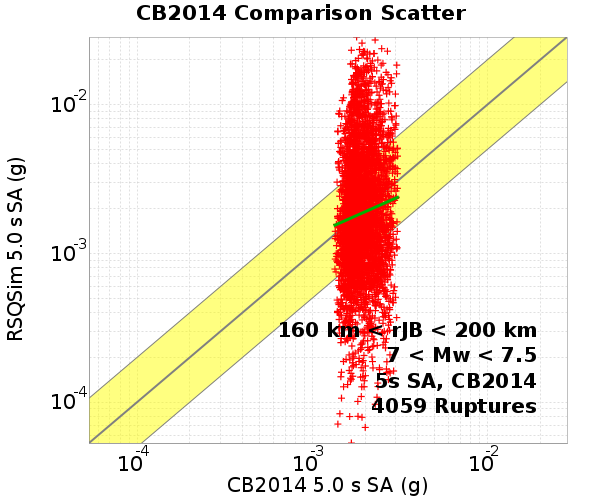 CB2014 Comparison Scatter
RSQSim 5.0 s SA (g)
10-2
10-3
10-4
160 km < rJB < 200 km
7 < Mw < 7.5
5s SA, CB2014
4059 Ruptures
10-4 10-3 10-2
CB2014 5.0 s SA (g)